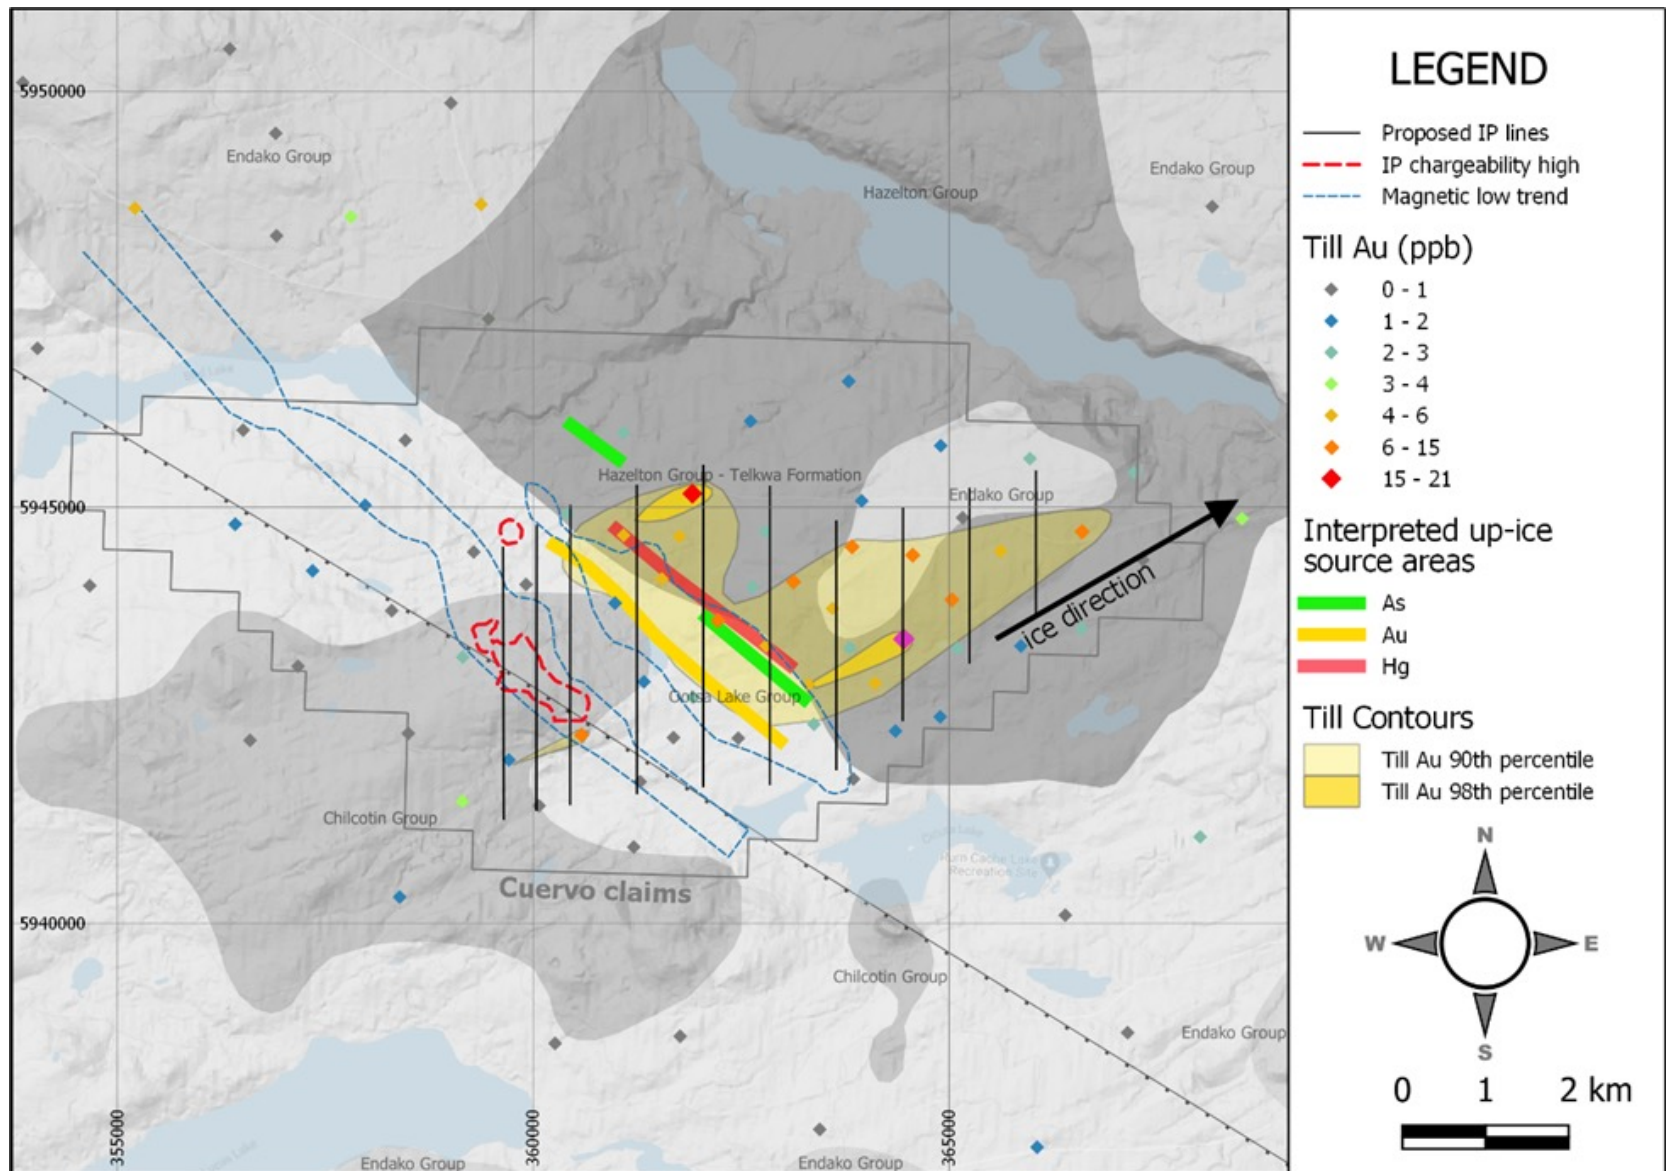 5950000
Endako Group
Endako Group
Hazelton Group
Hazelton Group - Telkwa Formation
5945000
Endako Group
ice direction
Ootsa Lake Group
Chilcotin Group
Cuervo claims
Recreation Site
5940000
Chilcotin Group
Endako Group
355000
360000
365000
Endako Group
Endako Group
LEGEND
Proposed IP lines
IP chargeability high
Magnetic low trend
Till Au (ppb)
0 - 1
1 - 2
2 - 3
3 - 4
4 - 6
6 - 15
15 - 21
Interpreted up-ice
source areas
As
Au
Hg
Till Contours
Till Au 90th percentile
Till Au 98th percentile
N
W
E
S
0 1 2 km